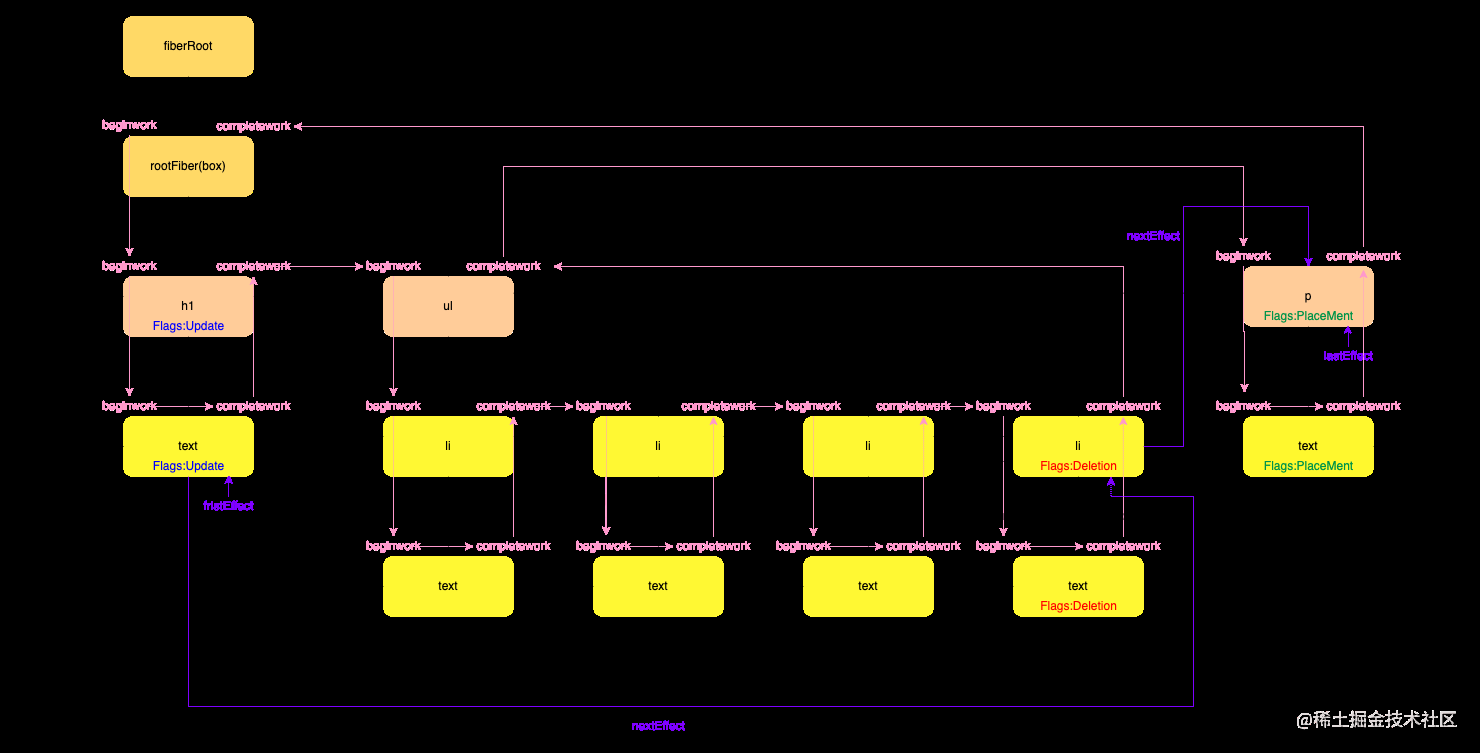 fiberRoot
beginwork completework
rootFiber(box)
nextEffect
beginwork completework
beginwork completework beginwork completework
h1
Flags:Update
ul
p
Flags:PlaceMent
lastEffect
beginwork completework beginwork completework beginwork completework beginwork completework beginwork completework beginwork completework
text
Flags:Update
li
li
li
li
Flags:Deletion
text
Flags:PlaceMent
fristEffect
beginwork completework beginwork completework beginwork completework beginwork completework
text
text
text
text
Flags:Deletion
nextEffect
@稀土掘金技术社区